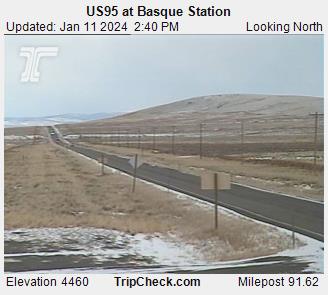 US95 at Basque Station
Updated: Jan 11 2024 2:40 PM Looking North
Elevation 4460 TripCheck.com Milepost 91.62